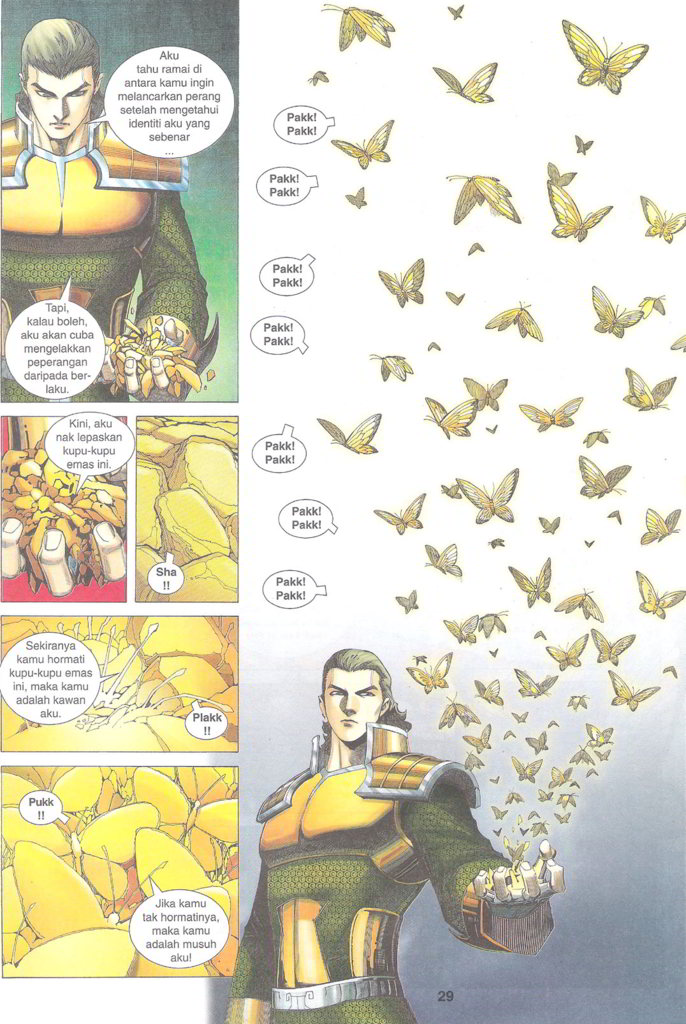 Aku
tahu ramai di
antara kamu ingin
melancarkan perang
setelah mengetahui
identiti aku yang
sebenar
...
Tapi,
kalau boleh,
aku akan cuba
mengelakkan
peperangan
daripada ber-
laku.
Kini, aku
nak lepaskan
kupu-kupu
emas ini.
Sha
!!
Sekiranya
kamu hormati
kupu-kupu emas
ini, maka kamu
adalah kawan
aku.
Plakk
!!
Pukk
!!
Jika kamu
tak hormatinya,
maka kamu
adalah musuh
aku!
Pakk!
Pakk!
Pakk!
Pakk!
Pakk!
Pakk!
Pakk!
Pakk!
Pakk!
Pakk!
Pakk!
Pakk!
Pakk!
Pakk!
29